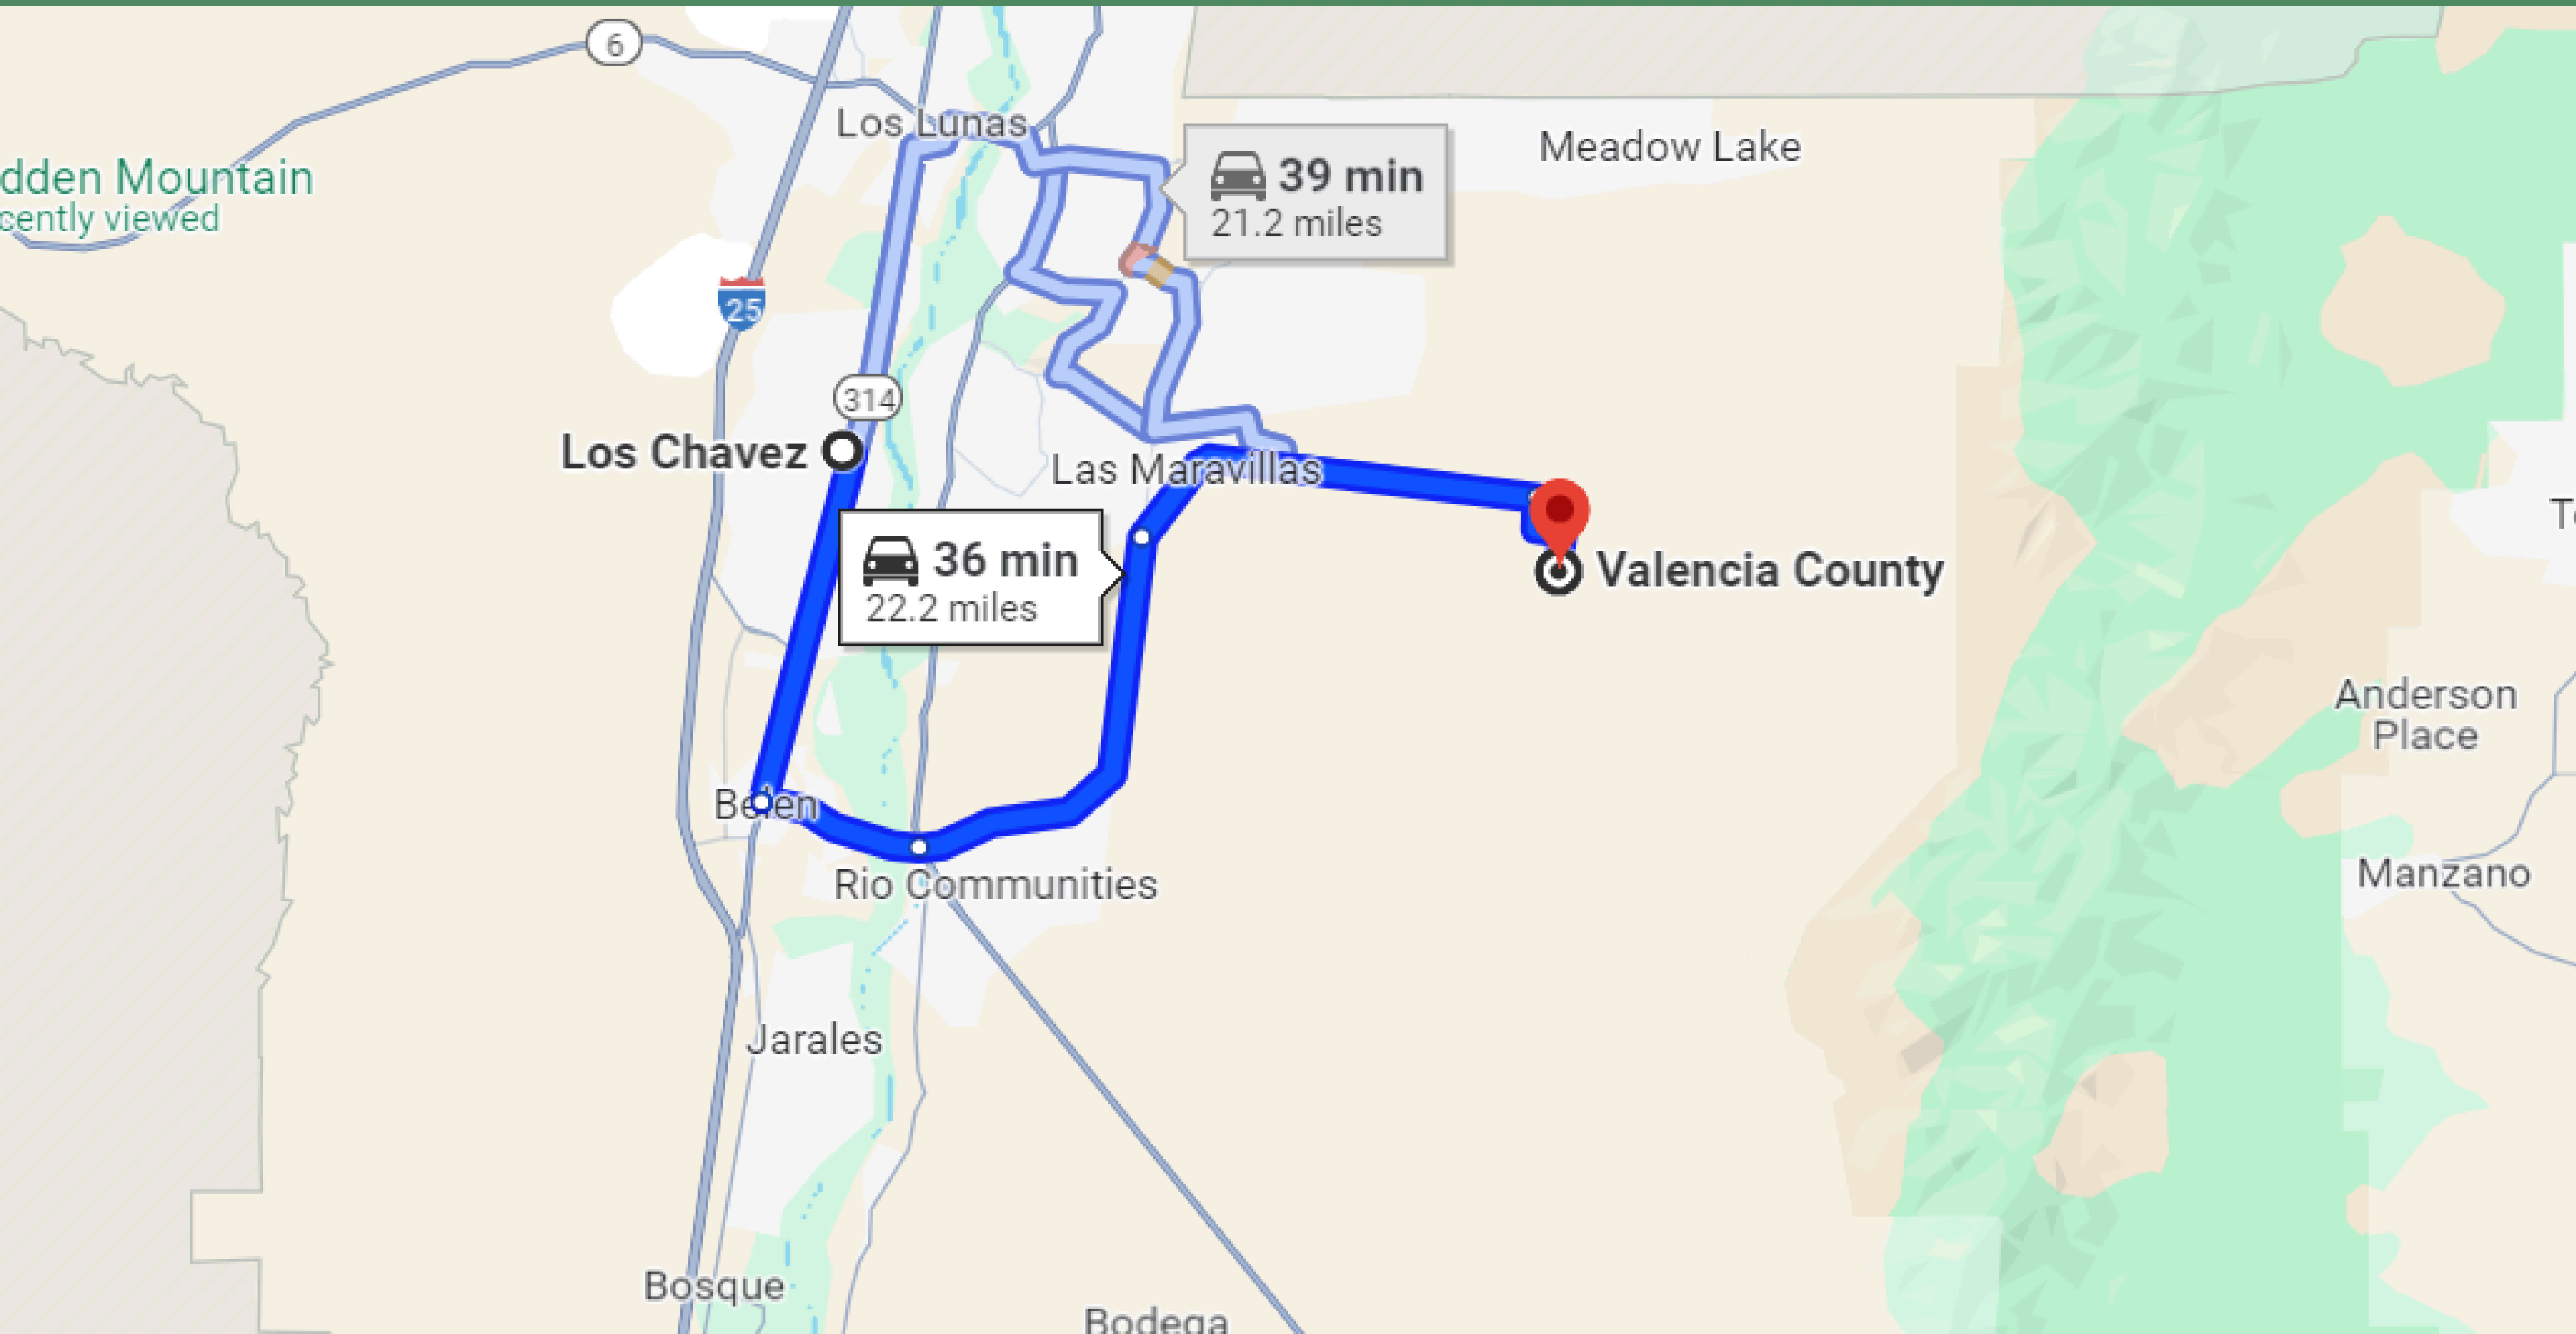 6
Los Lunas
Meadow Lake
dden Mountain
cently viewed
39 min
21.2 miles
25
314
Los Chavez
Las Maravillas
36 min
22.2 miles
Valencia County
Anderson
Place
Belen
Rio Communities
Manzano
Jarales
Bosque
Bodega